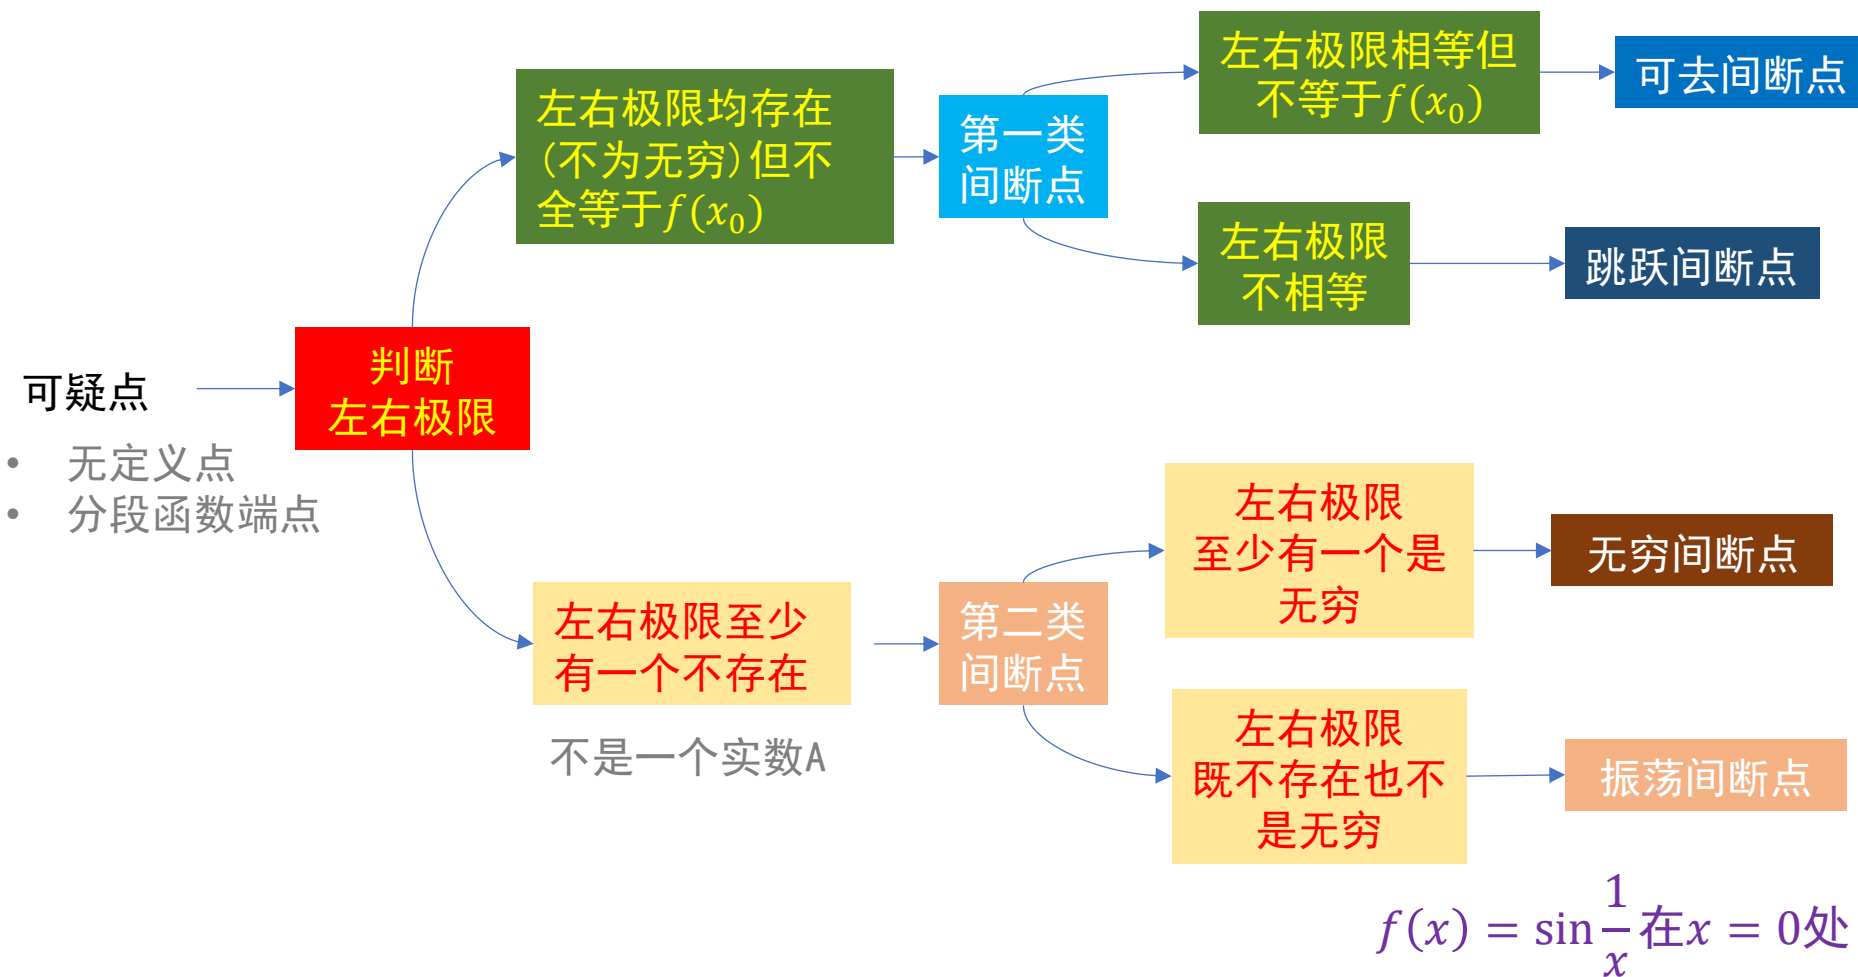 可疑点
• 无定义点
• 分段函数端点
判断
左右极限
左右极限均存在
(不为无穷)但不
全等于f(x₀)
第一类
间断点
左右极限相等但
不等于f(x₀)
可去间断点
左右极限
不相等
跳跃间断点
左右极限至少
有一个不存在
不是一个实数A
第二类
间断点
左右极限
至少有一个是
无穷
无穷间断点
左右极限
既不存在也不
是无穷
振荡间断点
f(x) = sin 1/x 在x = 0处